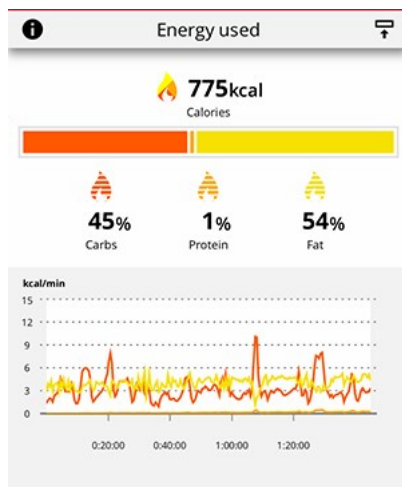 Energy used
775kcal
Calories
45% 1% 54%
Carbs Protein Fat
kcal/min
15
12
9
6
3
0
0:20:00 0:40:00 1:00:00 1:20:00